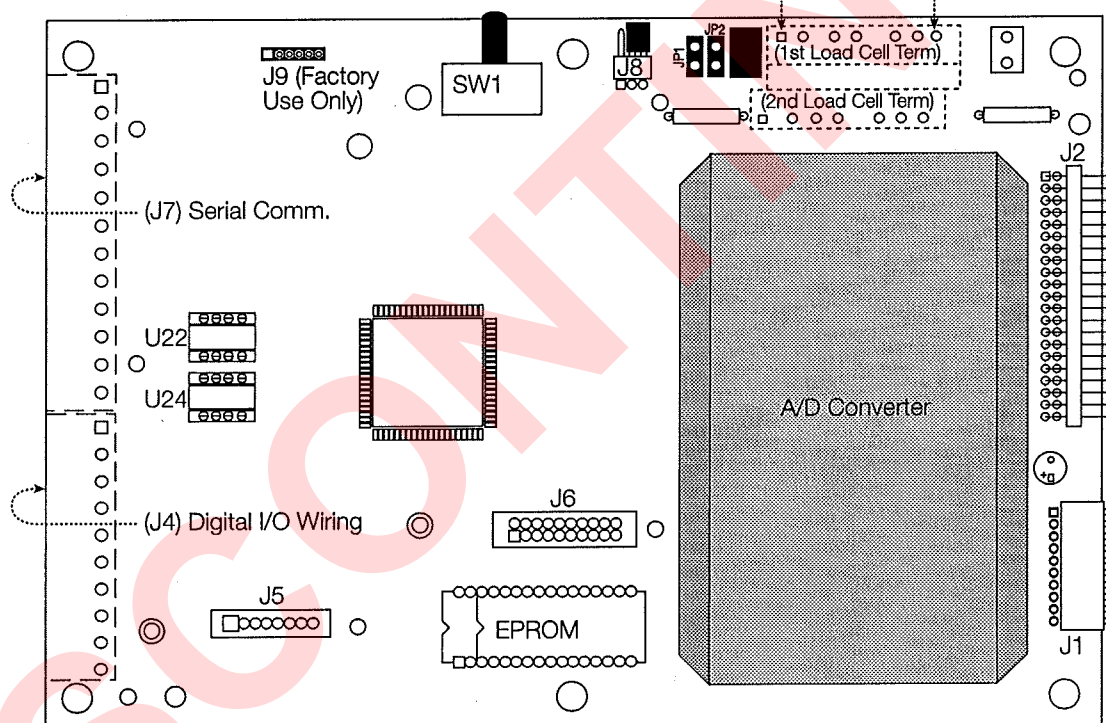 JP2
JP1
(1st Load Cell Term)
J9 (Factory
Use Only)
SW1
J8
(2nd Load Cell Term)
J2
(J7) Serial Comm.
U22
U24
A/D Converter
J6
(J4) Digital I/O Wiring
J5
EPROM
J1
SCONTIN